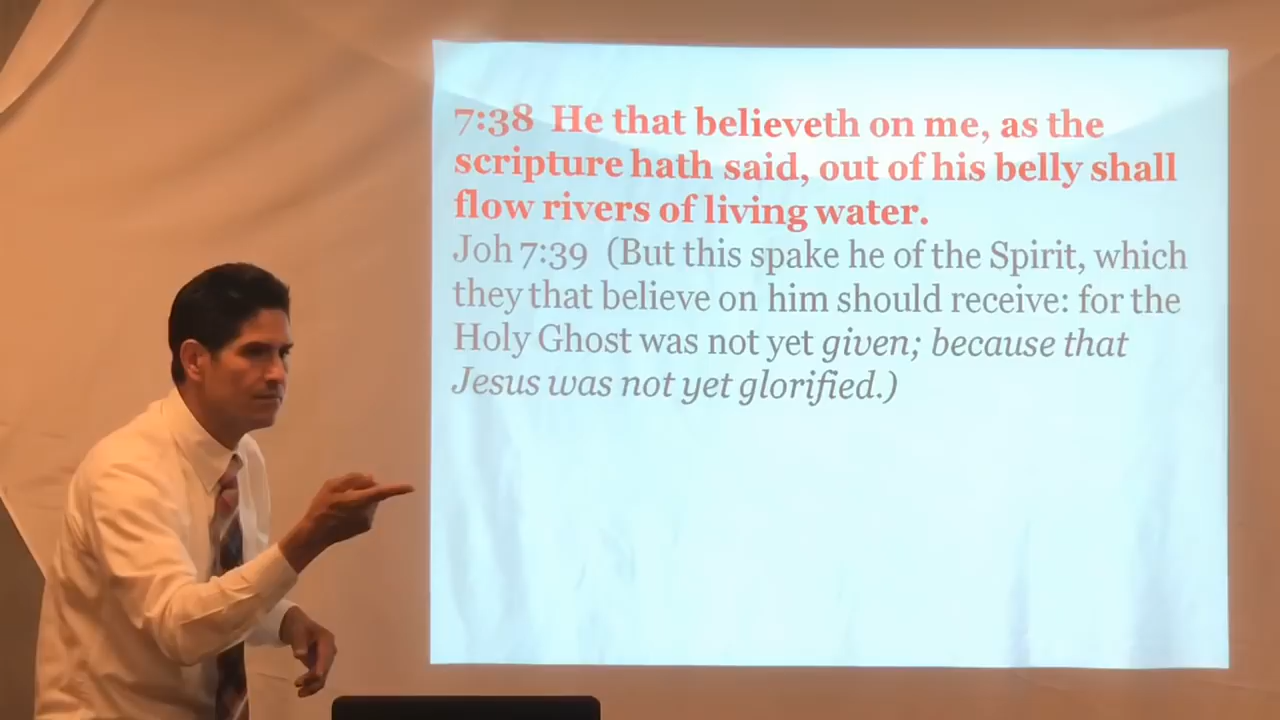 7:38 He that believeth on me, as the
scripture hath said, out of his belly shall
flow rivers of living water.
Joh 7:39 (But this spake he of the Spirit, which
they that believe on him should receive: for the
Holy Ghost was not yet given; because that
Jesus was not yet glorified.)